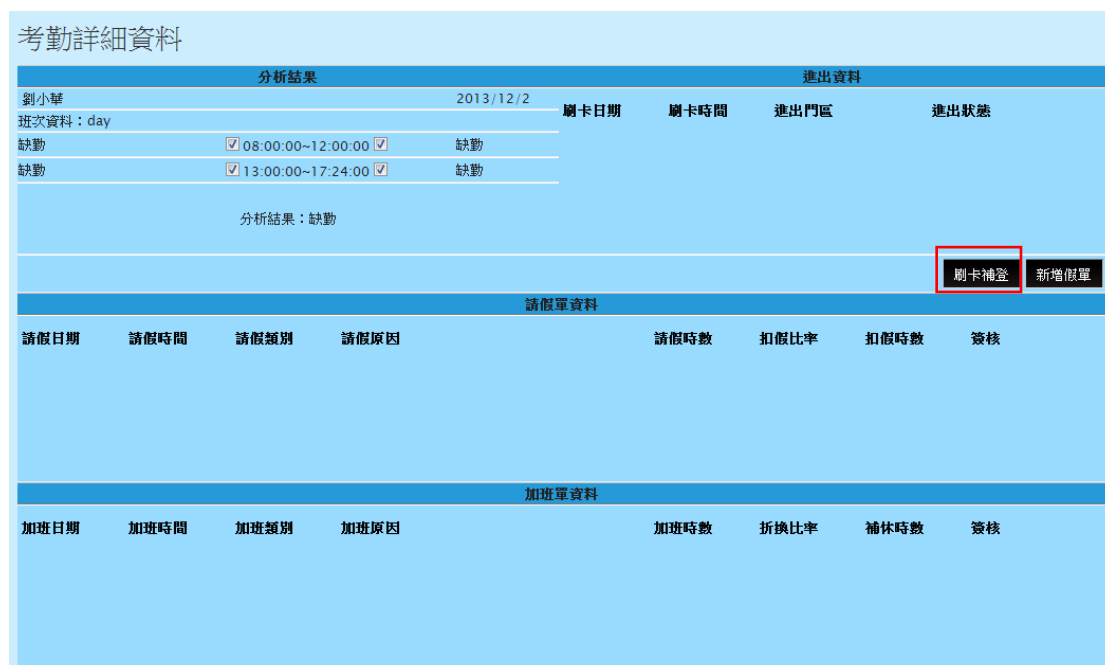 考勤詳細資料
分析結果
劉小華 2013/12/2
班次資料：day
缺勤 08:00:00~12:00:00 缺勤
缺勤 13:00:00~17:24:00 缺勤
分析結果：缺勤
進出資料
刷卡日期 刷卡時間 進出門區 進出狀態
刷卡補登 新增假單
請假單資料
請假日期 請假時間 請假類別 請假原因 請假時數 扣假比率 扣假時數 簽核
加班單資料
加班日期 加班時間 加班類別 加班原因 加班時數 折換比率 補休時數 簽核